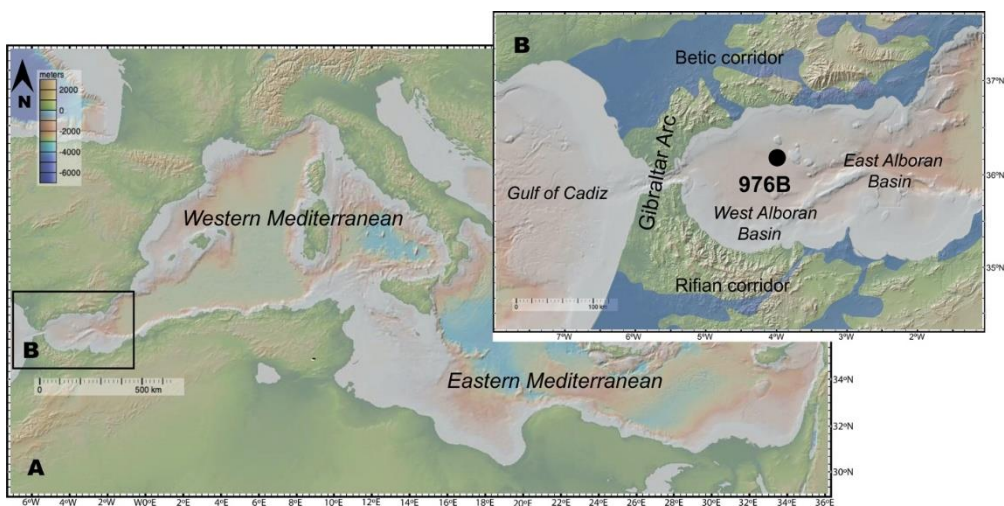 meters
2000
0
-2000
-4000
-6000
N
Western Mediterranean
Eastern Mediterranean
B
0
500 km
A
34°N
32°N
30°N
6°W
4°W
2°W
W0°E
2°E
4°E
6°E
8°E
10°E
12°E
14°E
16°E
18°E
20°E
22°E
24°E
26°E
28°E
30°E
32°E
34°E
36°E
B
Betic corridor
Gibraltar Arc
Gulf of Cadiz
976B
East Alboran
Basin
West Alboran
Basin
Rifian corridor
0
100 km
37°N
36°N
35°N
7°W
6°W
5°W
4°W
3°W
2°W